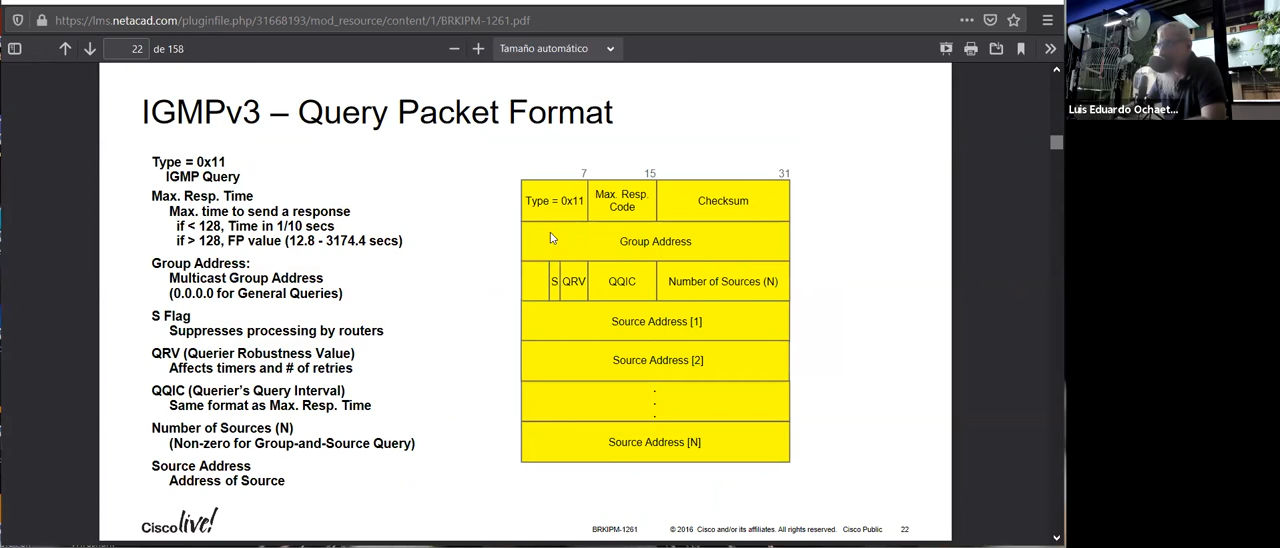 https://lms.netacad.com/pluginfile.php/31668193/mod_resource/content/1/BRKIPM-1261.pdf
22 de 158
Tamaño automático
Luis Eduardo Ochaet...
IGMPv3 – Query Packet Format
Type = 0x11
IGMP Query
Max. Resp. Time
Max. time to send a response
if < 128, Time in 1/10 secs
if > 128, FP value (12.8 - 3174.4 secs)
Group Address:
Multicast Group Address
(0.0.0.0 for General Queries)
S Flag
Suppresses processing by routers
QRV (Querier Robustness Value)
Affects timers and # of retries
QQIC (Querier's Query Interval)
Same format as Max. Resp. Time
Number of Sources (N)
(Non-zero for Group-and-Source Query)
Source Address
Address of Source
7 15 31
Type = 0x11
Max. Resp.
Code
Checksum
Group Address
S QRV QQIC Number of Sources (N)
Source Address [1]
Source Address [2]
.
.
.
Source Address [N]
Cisco live!
BRKIPM-1261
© 2016 Cisco and/or its affiliates. All rights reserved. Cisco Public
22